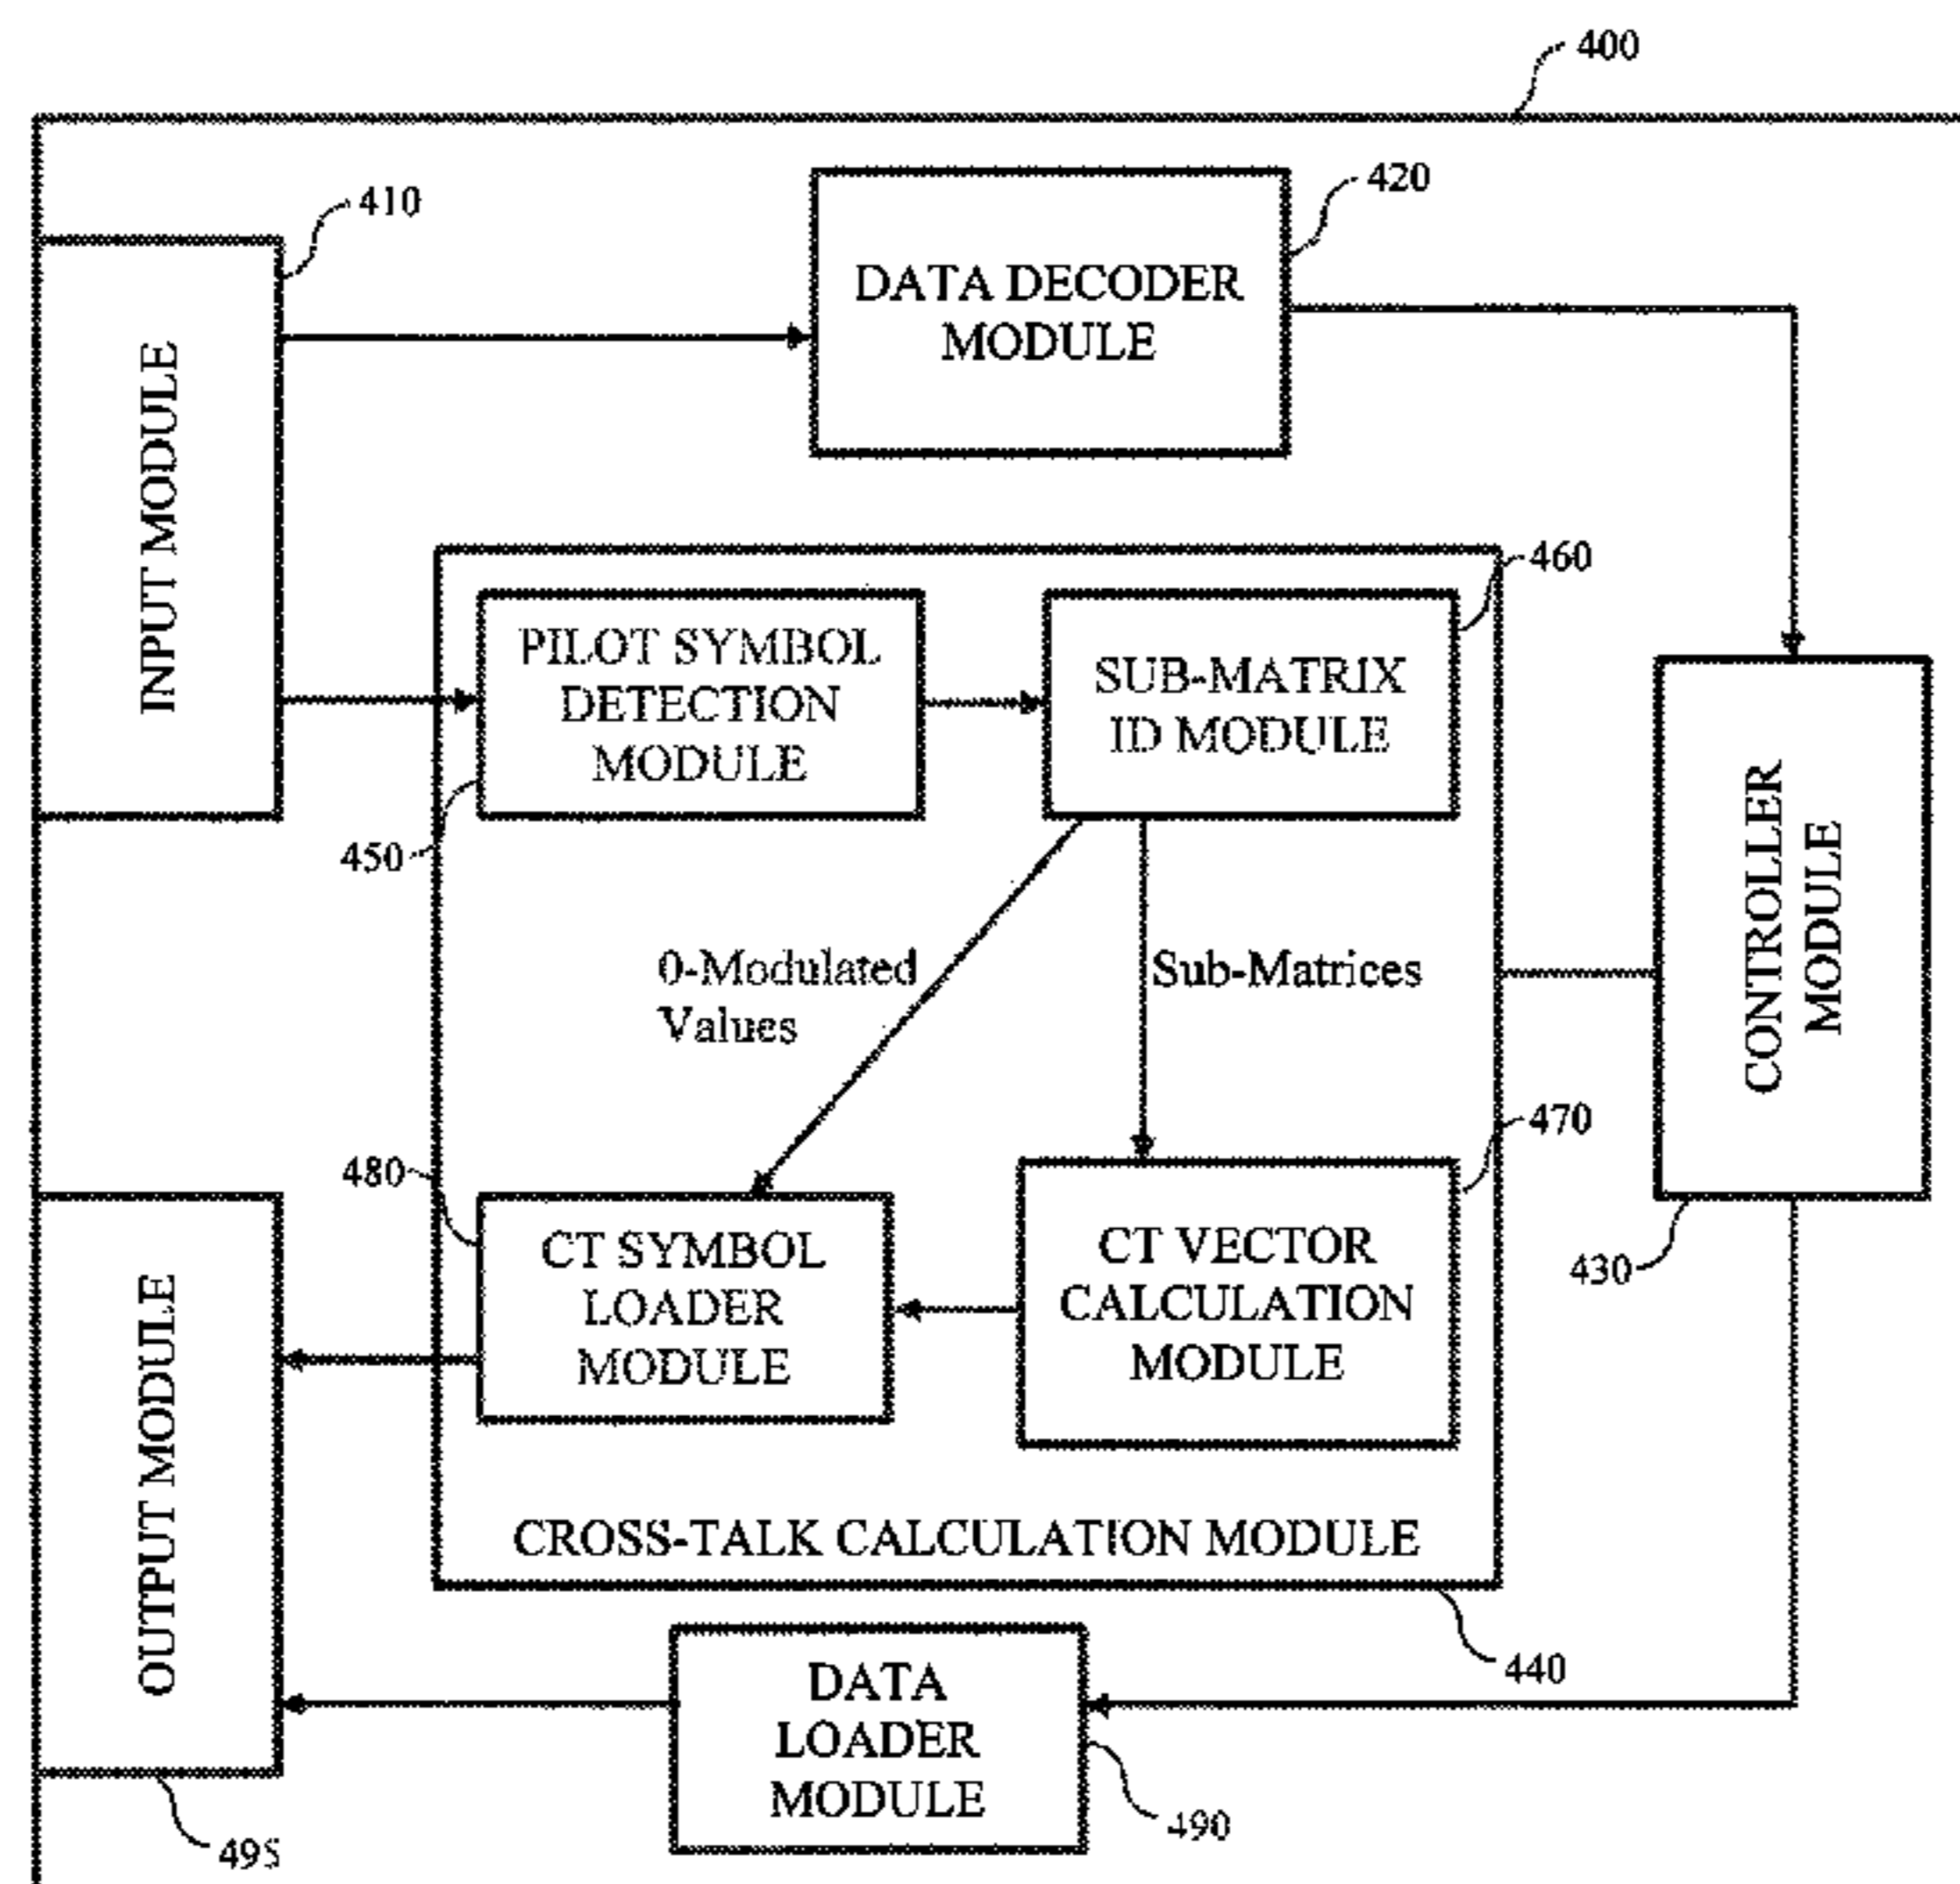 400
410
420
DATA DECODER
MODULE
INPUT MODULE
460
PILOT SYMBOL
DETECTION
MODULE
SUB-MATRIX
ID MODULE
450
CONTROLLER
MODULE
0-Modulated
Values
Sub-Matrices
470
480
CT SYMBOL
LOADER
MODULE
CT VECTOR
CALCULATION
MODULE
430
OUTPUT MODULE
CROSS-TALK CALCULATION MODULE
440
DATA
LOADER
MODULE
490
495